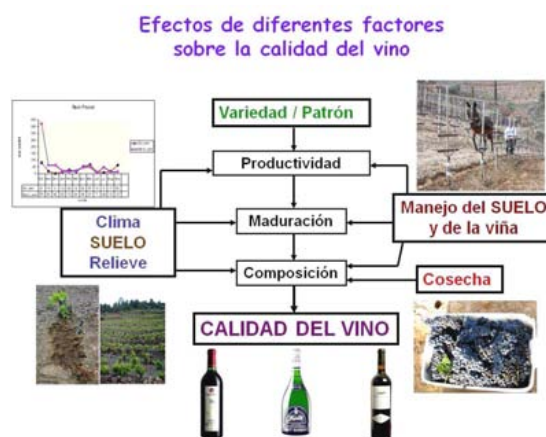 Efectos de diferentes factores
sobre la calidad del vino
Variedad / Patrón
Productividad
Clima
SUELO
Relieve
Maduración
Manejo del SUELO
y de la viña
Composición
Cosecha
CALIDAD DEL VINO